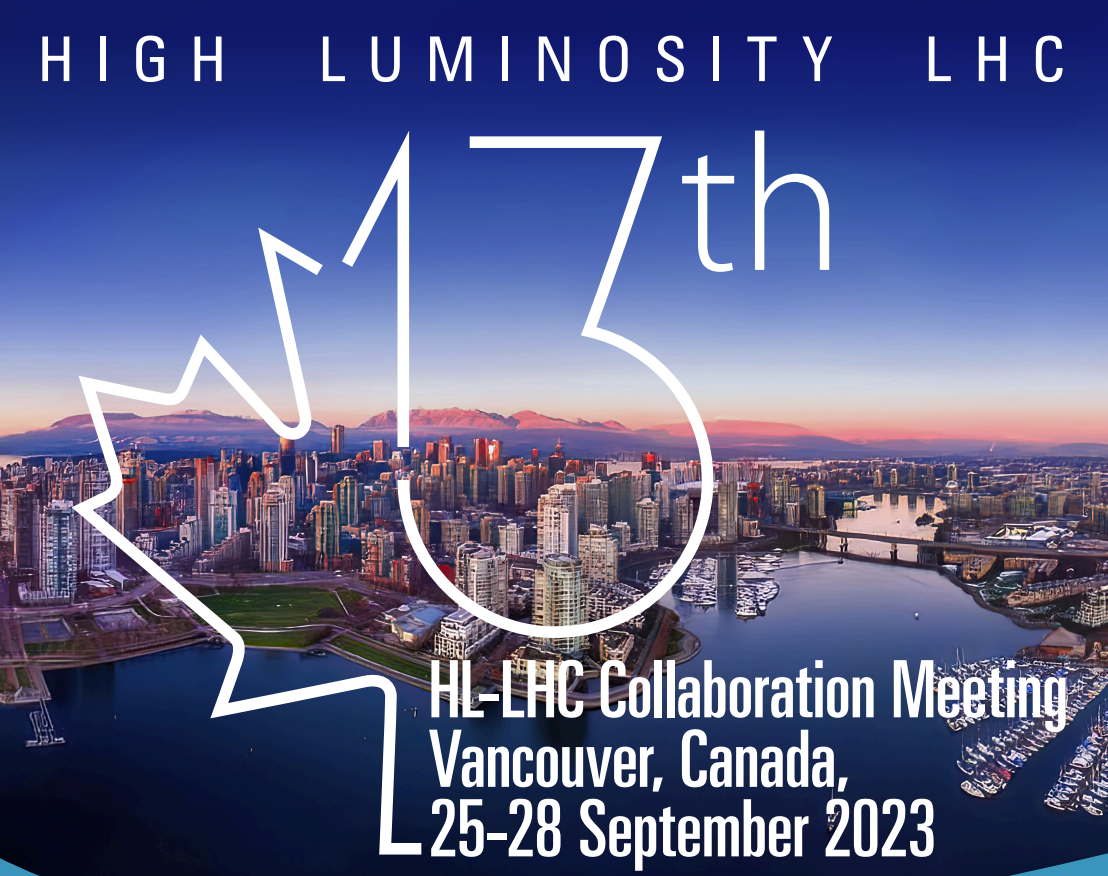 HIGH LUMINOSITY LHC
13th
HL-LHC Collaboration Meeting
Vancouver, Canada,
25-28 September 2023